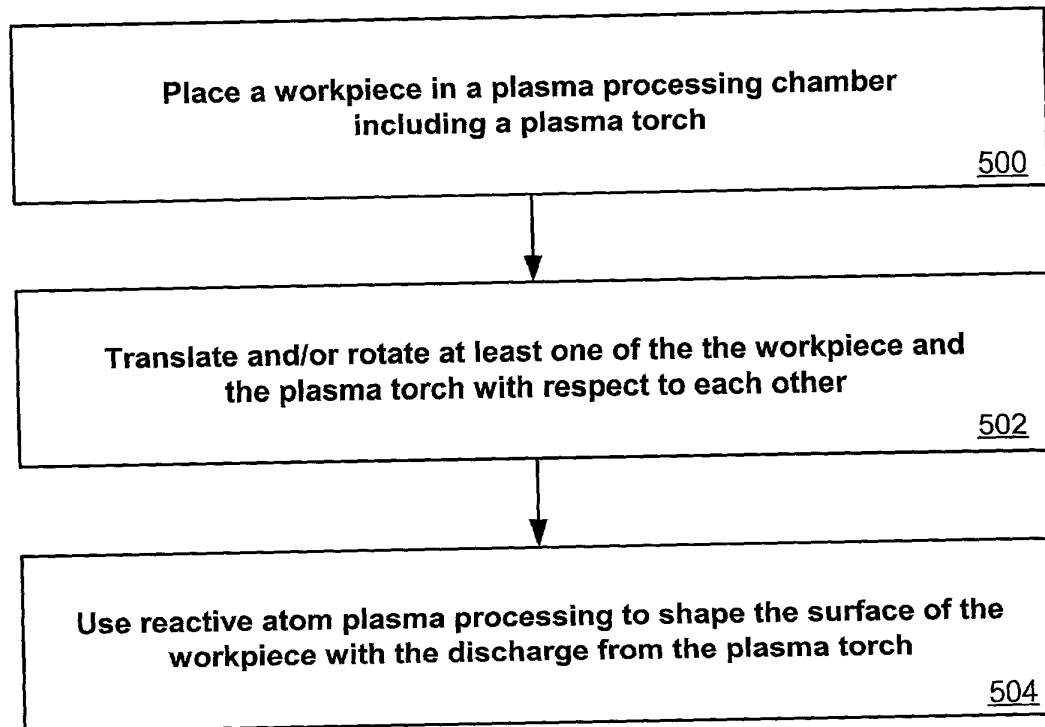 Place a workpiece in a plasma processing chamber
including a plasma torch
500
Translate and/or rotate at least one of the the workpiece and
the plasma torch with respect to each other
502
Use reactive atom plasma processing to shape the surface of the
workpiece with the discharge from the plasma torch
504